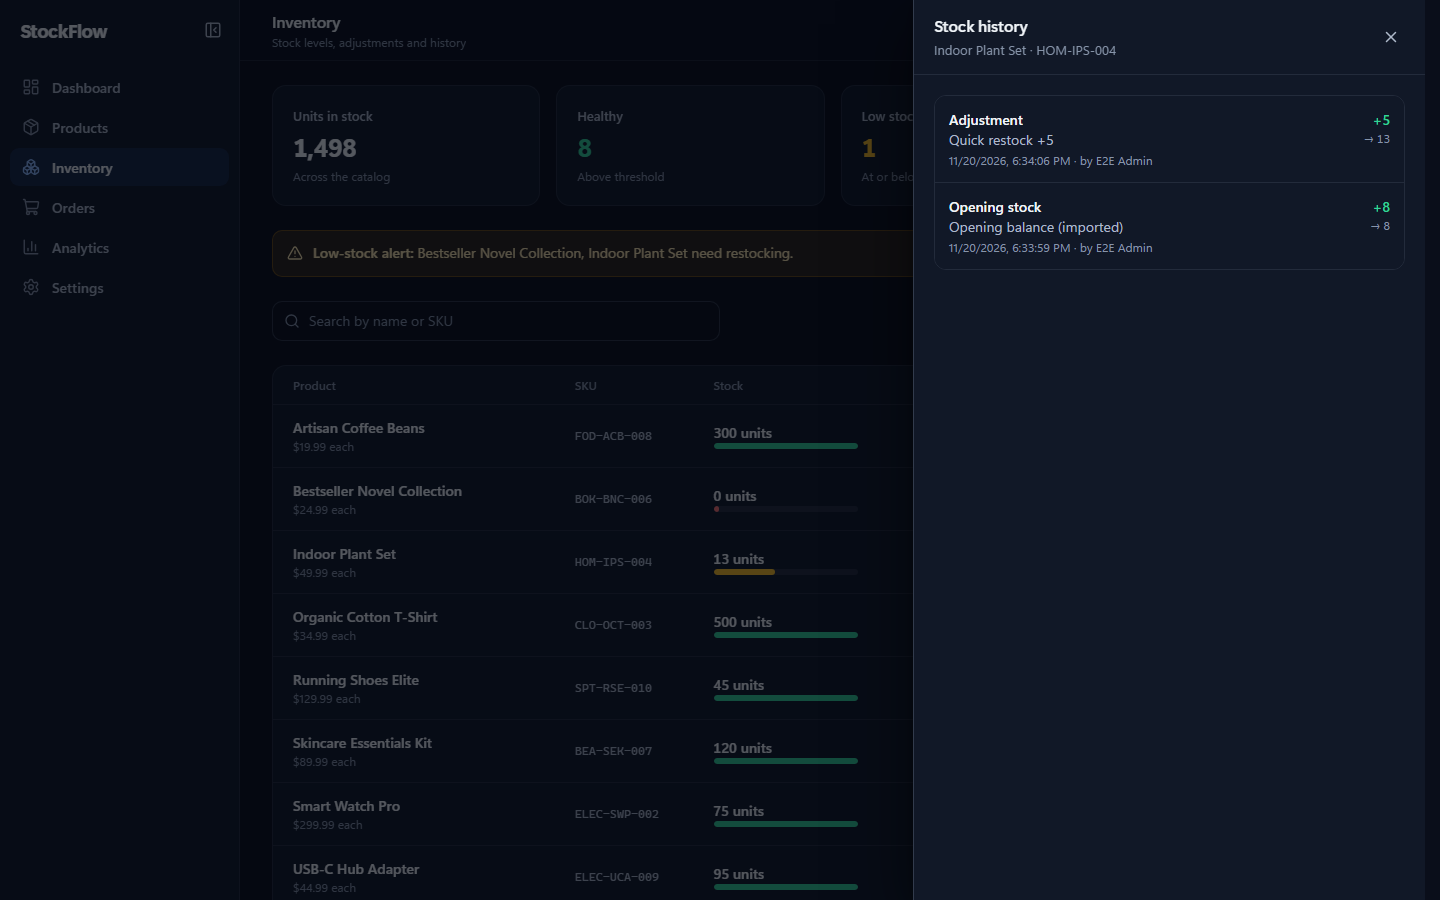 StockFlow
Dashboard
Products
Inventory
Orders
Analytics
Settings
Inventory
Stock levels, adjustments and history
Units in stock
1,498
Across the catalog
Healthy
8
Above threshold
Low stoc
1
At or belo
Low-stock alert: Bestseller Novel Collection, Indoor Plant Set need restocking.
Search by name or SKU
Product SKU Stock
Artisan Coffee Beans
$19.99 each
FOD-ACB-008
300 units
Bestseller Novel Collection
$24.99 each
BOK-BNC-006
0 units
Indoor Plant Set
$49.99 each
HOM-IPS-004
13 units
Organic Cotton T-Shirt
$34.99 each
CLO-OCT-003
500 units
Running Shoes Elite
$129.99 each
SPT-RSE-010
45 units
Skincare Essentials Kit
$89.99 each
BEA-SEK-007
120 units
Smart Watch Pro
$299.99 each
ELEC-SWP-002
75 units
USB-C Hub Adapter
$44.99 each
ELEC-UCA-009
95 units
Stock history
Indoor Plant Set · HOM-IPS-004
Adjustment +5
Quick restock +5 → 13
11/20/2026, 6:34:06 PM · by E2E Admin
Opening stock +8
Opening balance (imported) → 8
11/20/2026, 6:33:59 PM · by E2E Admin